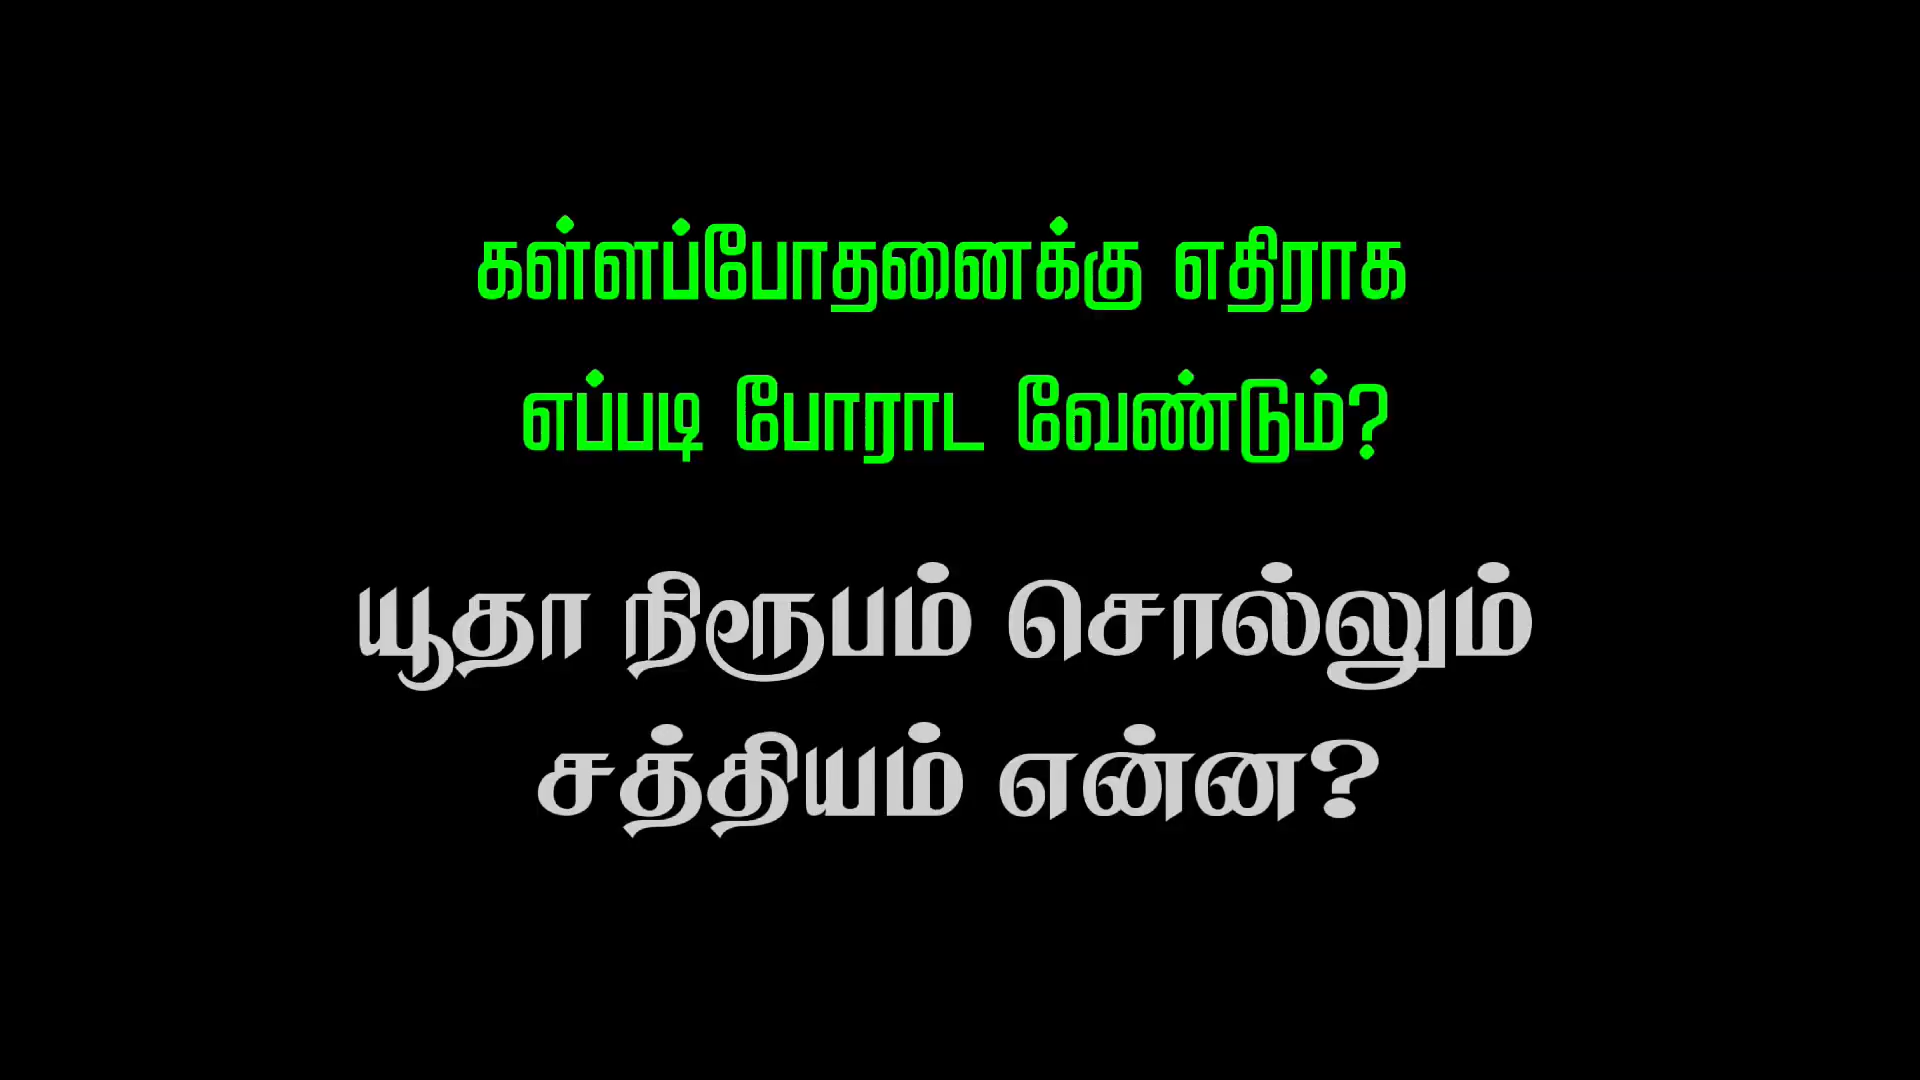 கள்ளப்போதனைக்கு எதிராக
எப்படி போராட வேண்டும்?
யூதா நிரூபம் சொல்லும்
சத்தியம் என்ன?